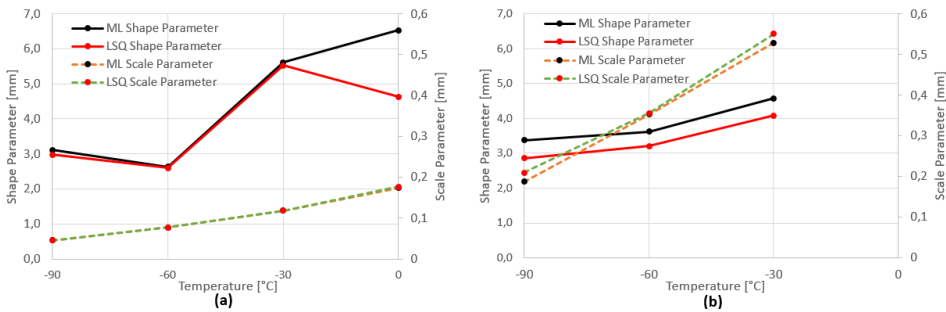 7,0
6,0
5,0
4,0
3,0
2,0
1,0
0,0
Shape Parameter [mm]
ML Shape Parameter
LSQ Shape Parameter
ML Scale Parameter
LSQ Scale Parameter
0,6
0,5
0,4
0,3
0,2
0,1
0
Scale Parameter [mm]
-90 -60 -30 0
Temperature [°C]
(a)
7,0
6,0
5,0
4,0
3,0
2,0
1,0
0,0
Shape Parameter [mm]
ML Shape Parameter
LSQ Shape Parameter
ML Scale Parameter
LSQ Scale Parameter
0,6
0,5
0,4
0,3
0,2
0,1
0
Scale Parameter [mm]
-90 -60 -30 0
Temperature [°C]
(b)